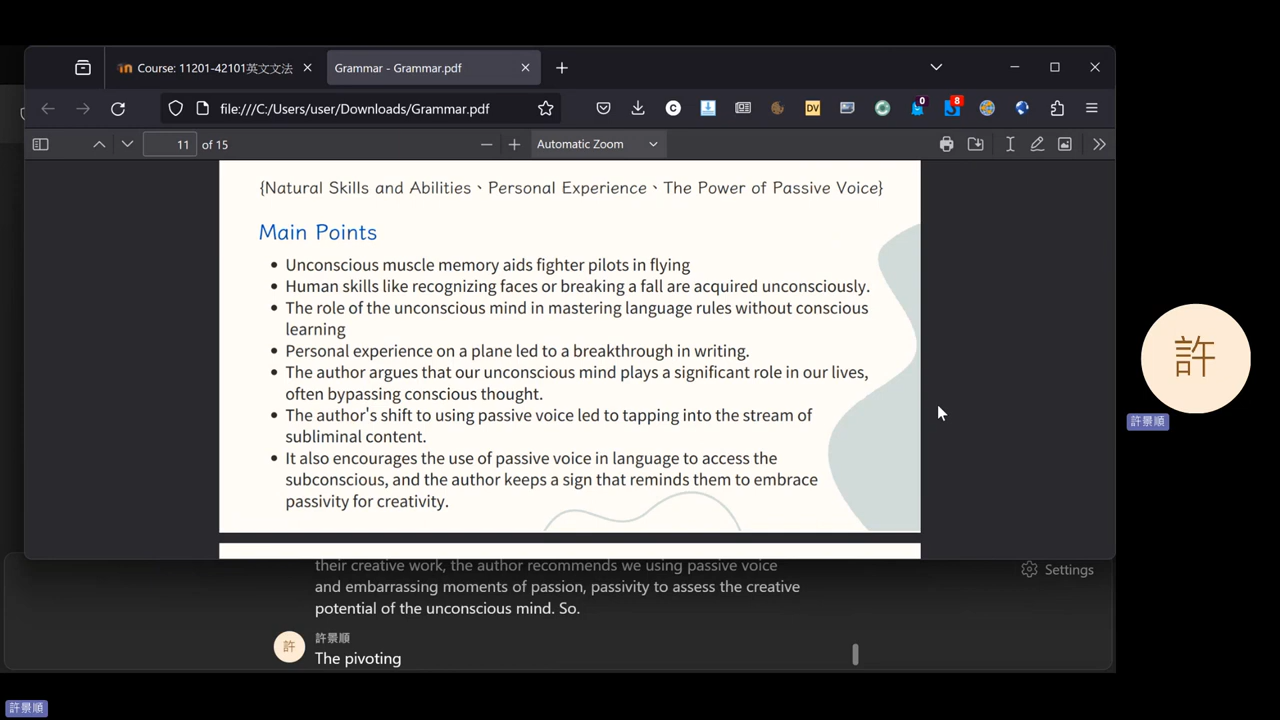 Course: 11201-42101英文文法
Grammar - Grammar.pdf
file:///C:/Users/user/Downloads/Grammar.pdf
C
DV
0
8
11 of 15
Automatic Zoom
{Natural Skills and Abilities、Personal Experience、The Power of Passive Voice}
Main Points
• Unconscious muscle memory aids fighter pilots in flying
• Human skills like recognizing faces or breaking a fall are acquired unconsciously.
• The role of the unconscious mind in mastering language rules without conscious
learning
• Personal experience on a plane led to a breakthrough in writing.
• The author argues that our unconscious mind plays a significant role in our lives,
often bypassing conscious thought.
• The author's shift to using passive voice led to tapping into the stream of
subliminal content.
• It also encourages the use of passive voice in language to access the
subconscious, and the author keeps a sign that reminds them to embrace
passivity for creativity.
許
許景順
their creative work, the author recommends we using passive voice
and embarrassing moments of passion, passivity to assess the creative
potential of the unconscious mind. So.
Settings
許
許景順
The pivoting
許景順